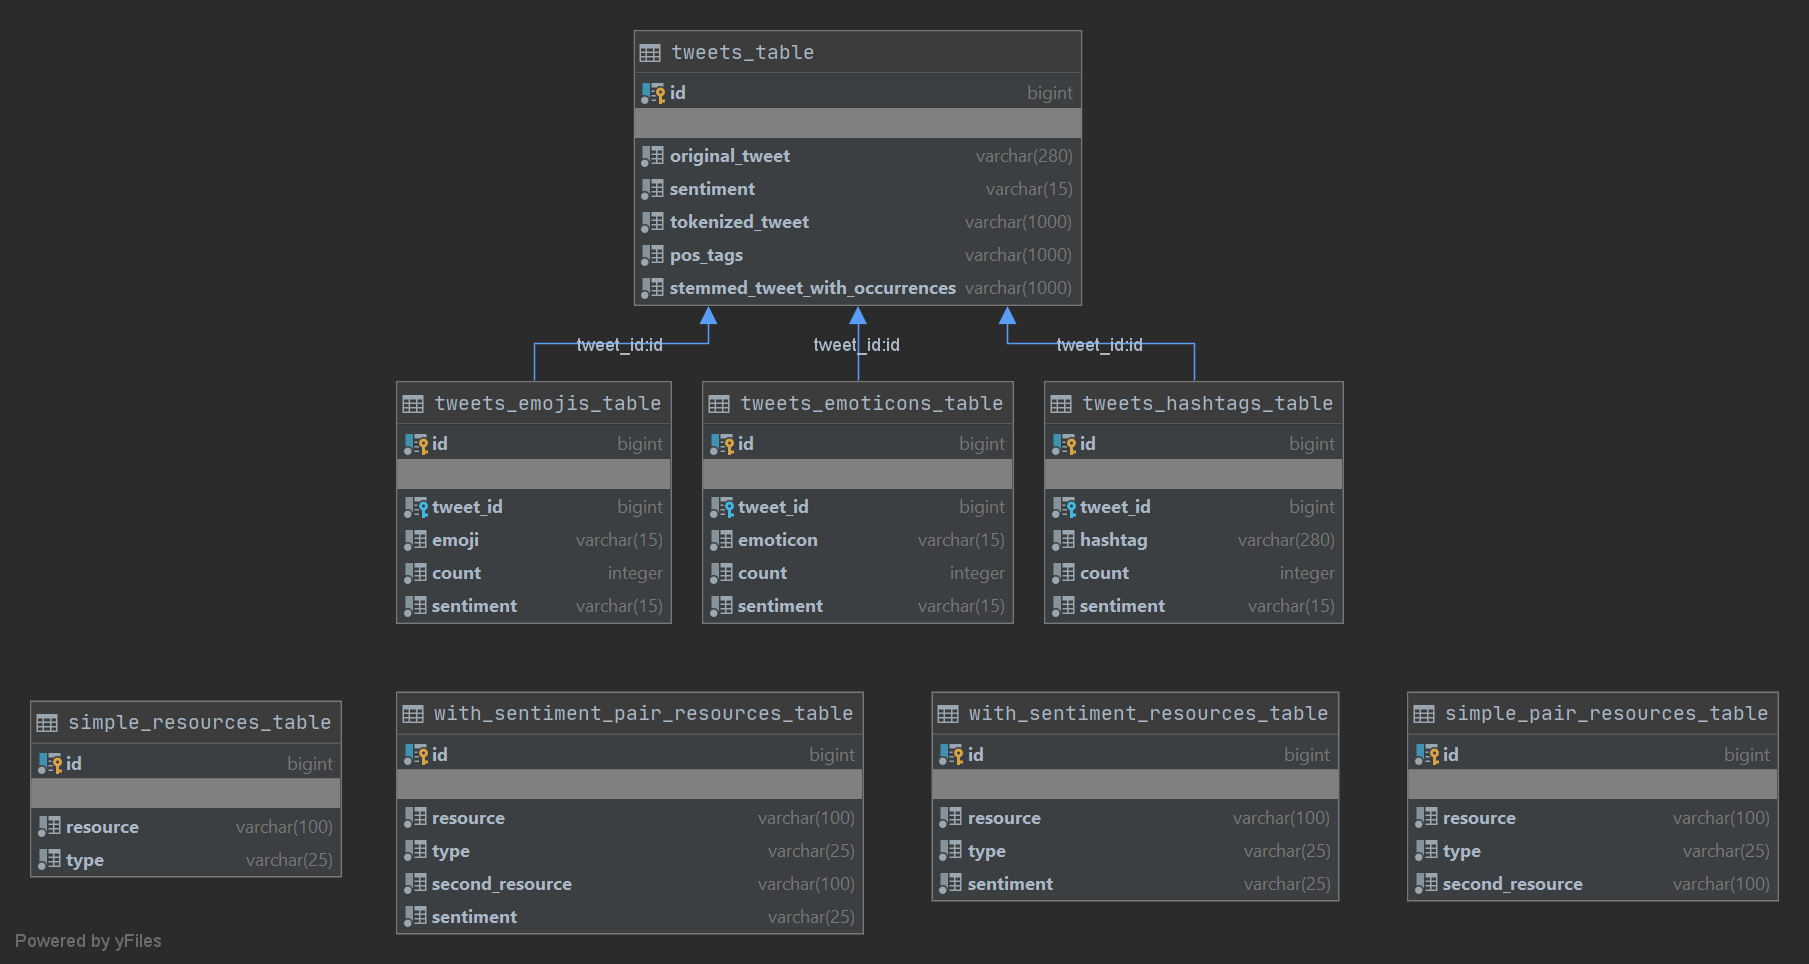 tweets_table
id bigint
original_tweet varchar(280)
sentiment varchar(15)
tokenized_tweet varchar(1000)
pos_tags varchar(1000)
stemmed_tweet_with_occurrences varchar(1000)
tweet_id:id
tweet_id:id
tweet_id:id
tweets_emojis_table
id bigint
tweet_id bigint
emoji varchar(15)
count integer
sentiment varchar(15)
tweets_emoticons_table
id bigint
tweet_id bigint
emoticon varchar(15)
count integer
sentiment varchar(15)
tweets_hashtags_table
id bigint
tweet_id bigint
hashtag varchar(280)
count integer
sentiment varchar(15)
simple_resources_table
id bigint
resource varchar(100)
type varchar(25)
with_sentiment_pair_resources_table
id bigint
resource varchar(100)
type varchar(25)
second_resource varchar(100)
sentiment varchar(25)
with_sentiment_resources_table
id bigint
resource varchar(100)
type varchar(25)
sentiment varchar(25)
simple_pair_resources_table
id bigint
resource varchar(100)
type varchar(25)
second_resource varchar(100)
Powered by yFiles